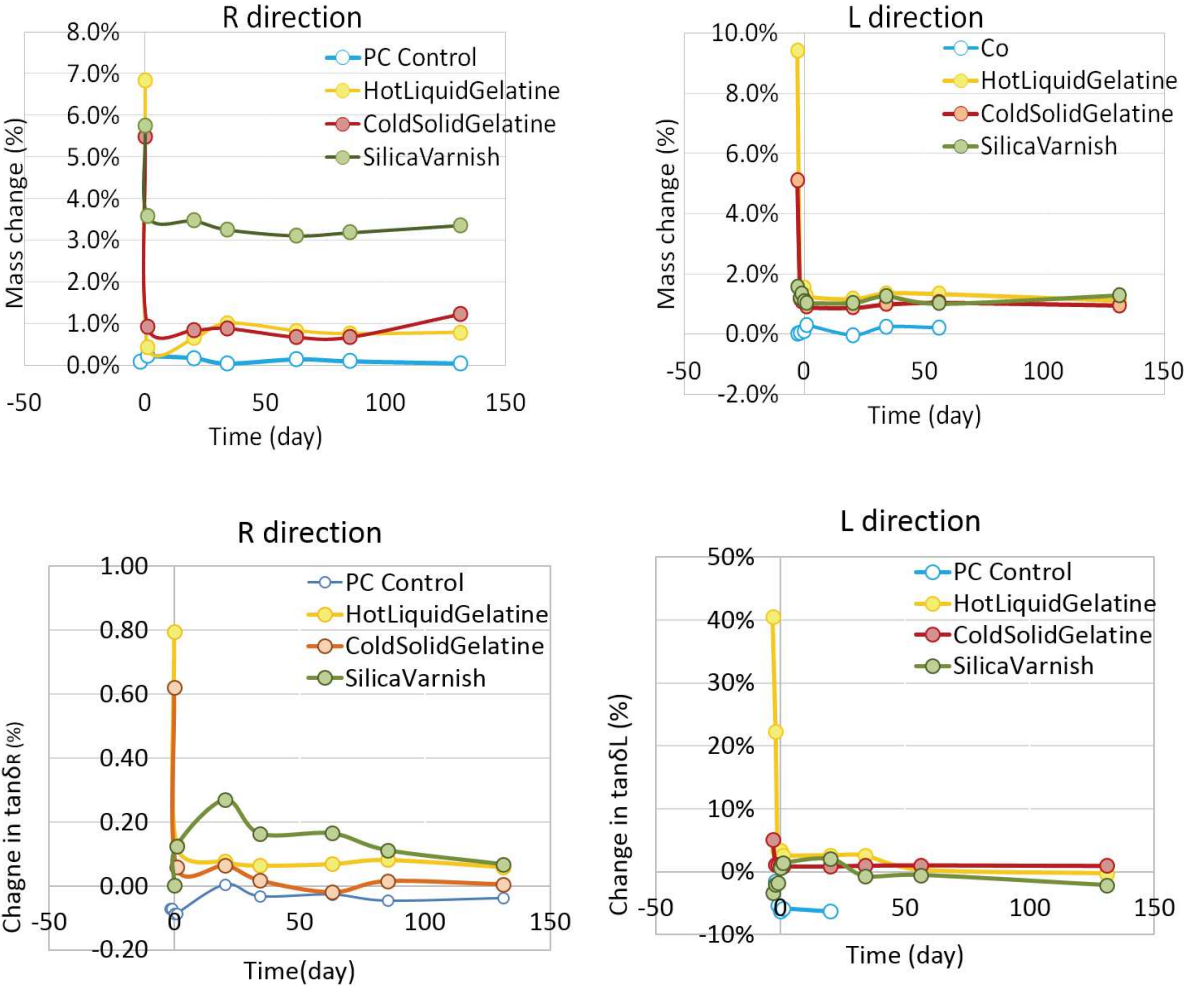 R direction
8.0%
7.0%
6.0%
5.0%
4.0%
3.0%
2.0%
1.0%
0.0%
Mass change (%)
PC Control
HotLiquidGelatine
ColdSolidGelatine
SilicaVarnish
-50 0 50 100 150
Time (day)
L direction
10.0%
8.0%
6.0%
4.0%
2.0%
0.0%
-2.0%
Mass change (%)
Co
HotLiquidGelatine
ColdSolidGelatine
SilicaVarnish
-50 0 50 100 150
Time (day)
R direction
1.00
0.80
0.60
0.40
0.20
0.00
-0.20
Chagne in tanδR (%)
PC Control
HotLiquidGelatine
ColdSolidGelatine
SilicaVarnish
-50 0 50 100 150
Time(day)
L direction
50%
40%
30%
20%
10%
0%
-10%
Change in tanδL (%)
PC Control
HotLiquidGelatine
ColdSolidGelatine
SilicaVarnish
-50 0 50 100 150
Time (day)